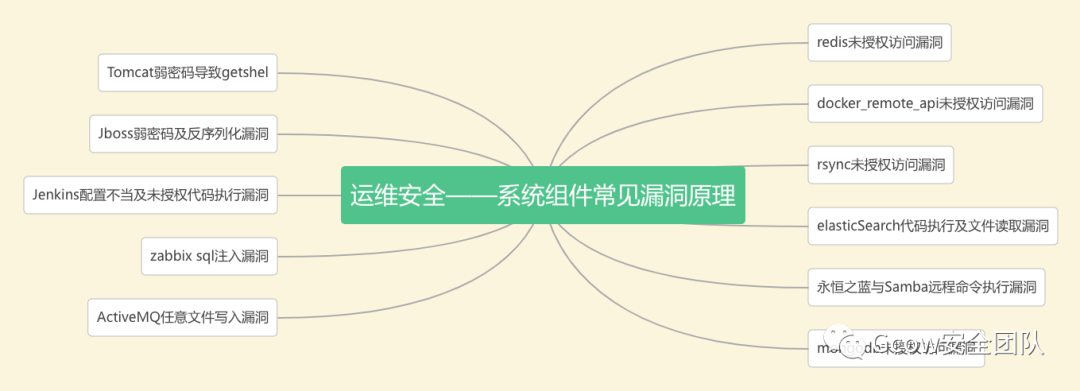 Tomcat弱密码导致getshel
Jboss弱密码及反序列化漏洞
Jenkins配置不当及未授权代码执行漏洞
zabbix sql注入漏洞
ActiveMQ任意文件写入漏洞
运维安全——系统组件常见漏洞原理
redis未授权访问漏洞
docker_remote_api未授权访问漏洞
rsync未授权访问漏洞
elasticSearch代码执行及文件读取漏洞
永恒之蓝与Samba远程命令执行漏洞
未授权访问漏洞
安全团队